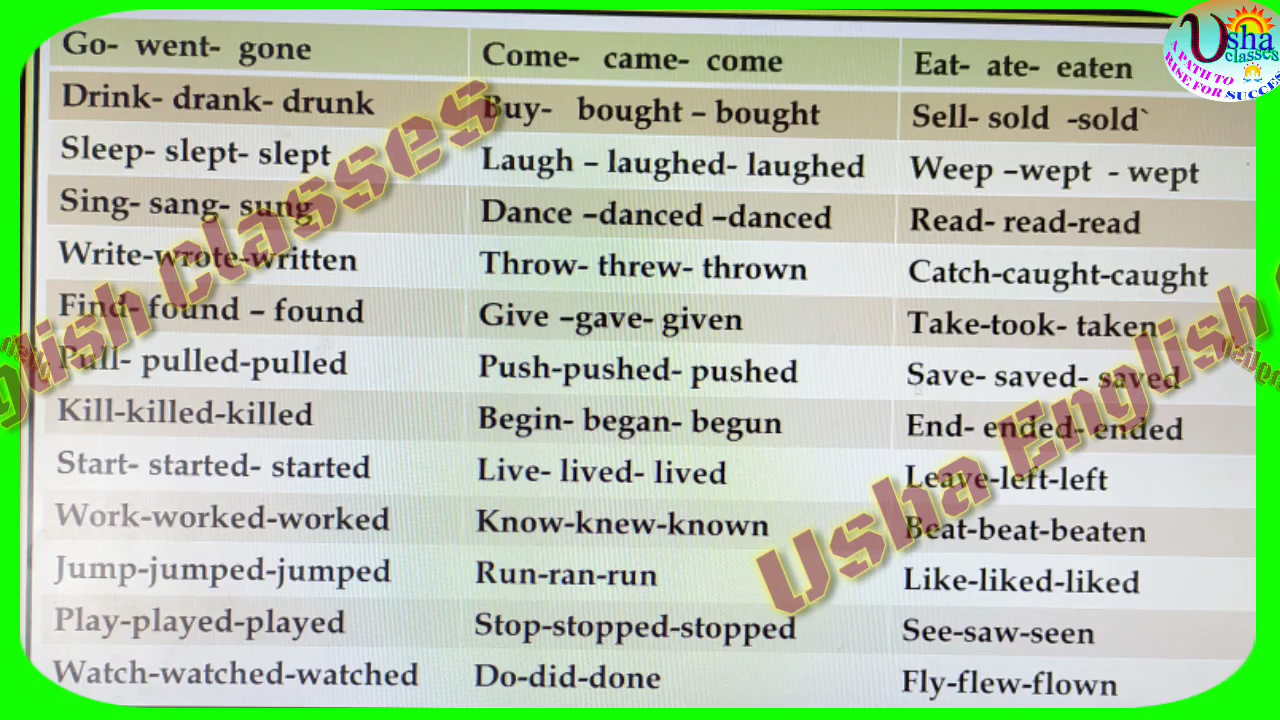 Go- went- gone Come- came- come Eat- ate- eaten
Drink- drank- drunk Buy- bought – bought Sell- sold -sold`
Sleep- slept- slept Laugh – laughed- laughed Weep –wept - wept
Sing- sang- sung Dance –danced –danced Read- read-read
Write-wrote-written Throw- threw- thrown Catch-caught-caught
Find- found – found Give –gave- given Take-took- taken
Pull- pulled-pulled Push-pushed- pushed Save- saved- saved
Kill-killed-killed Begin- began- begun End- ended- ended
Start- started- started Live- lived- lived Leave-left-left
Work-worked-worked Know-knew-known Beat-beat-beaten
Jump-jumped-jumped Run-ran-run Like-liked-liked
Play-played-played Stop-stopped-stopped See-saw-seen
Watch-watched-watched Do-did-done Fly-flew-flown
Usha
classes
A PATH TO
RISE FOR SUCCES
glish Classes
Usha English